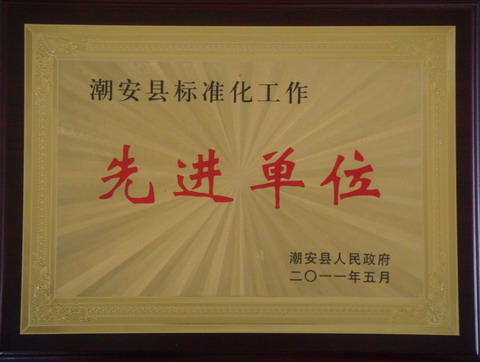 潮安县标准化工作
先进单位
潮安县人民政府
二〇一一年五月